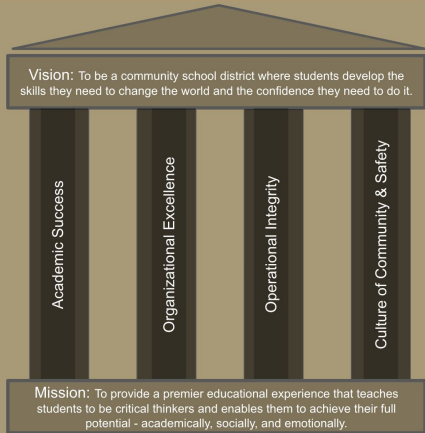 Vision: To be a community school district where students develop the
skills they need to change the world and the confidence they need to do it.
Academic Success
Organizational Excellence
Operational Integrity
Culture of Community & Safety
Mission: To provide a premier educational experience that teaches
students to be critical thinkers and enables them to achieve their full
potential - academically, socially, and emotionally.